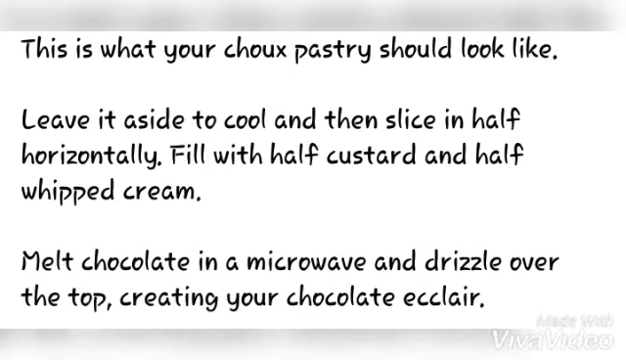 This is what your choux pastry should look like.
Leave it aside to cool and then slice in half
horizontally. Fill with half custard and half
whipped cream.
Melt chocolate in a microwave and drizzle over
the top, creating your chocolate ecclair.
Made With
VivaVideo